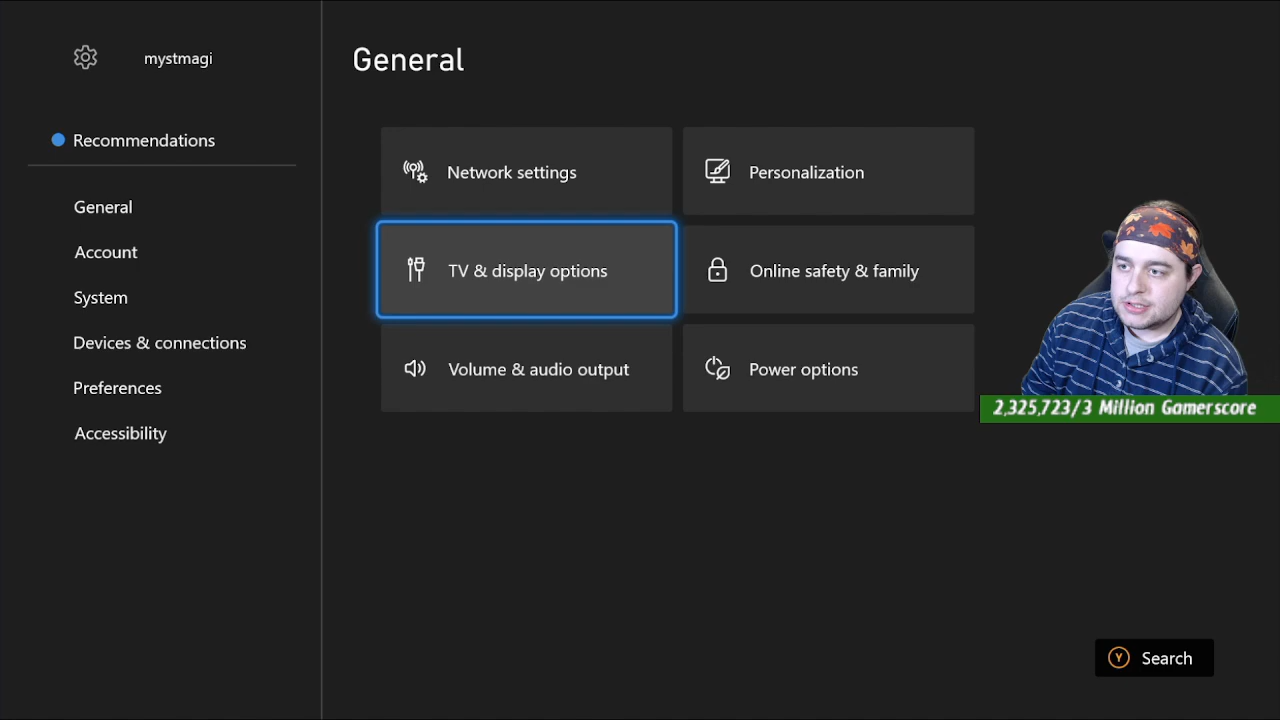 mystmagi
General
Recommendations
General
Account
System
Devices & connections
Preferences
Accessibility
Network settings
Personalization
TV & display options
Online safety & family
Volume & audio output
Power options
2,325,723/3 Million Gamerscore
Y Search